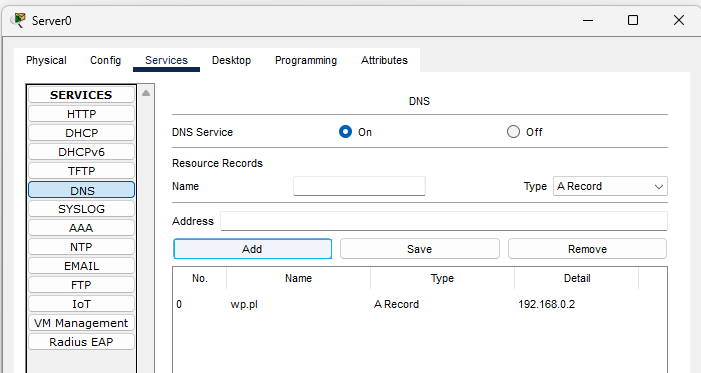 Server0
Physical Config Services Desktop Programming Attributes
SERVICES
HTTP
DHCP
DHCPv6
TFTP
DNS
SYSLOG
AAA
NTP
EMAIL
FTP
IoT
VM Management
Radius EAP
DNS
DNS Service On Off
Resource Records
Name Type A Record
Address
Add Save Remove
No. Name Type Detail
0 wp.pl A Record 192.168.0.2